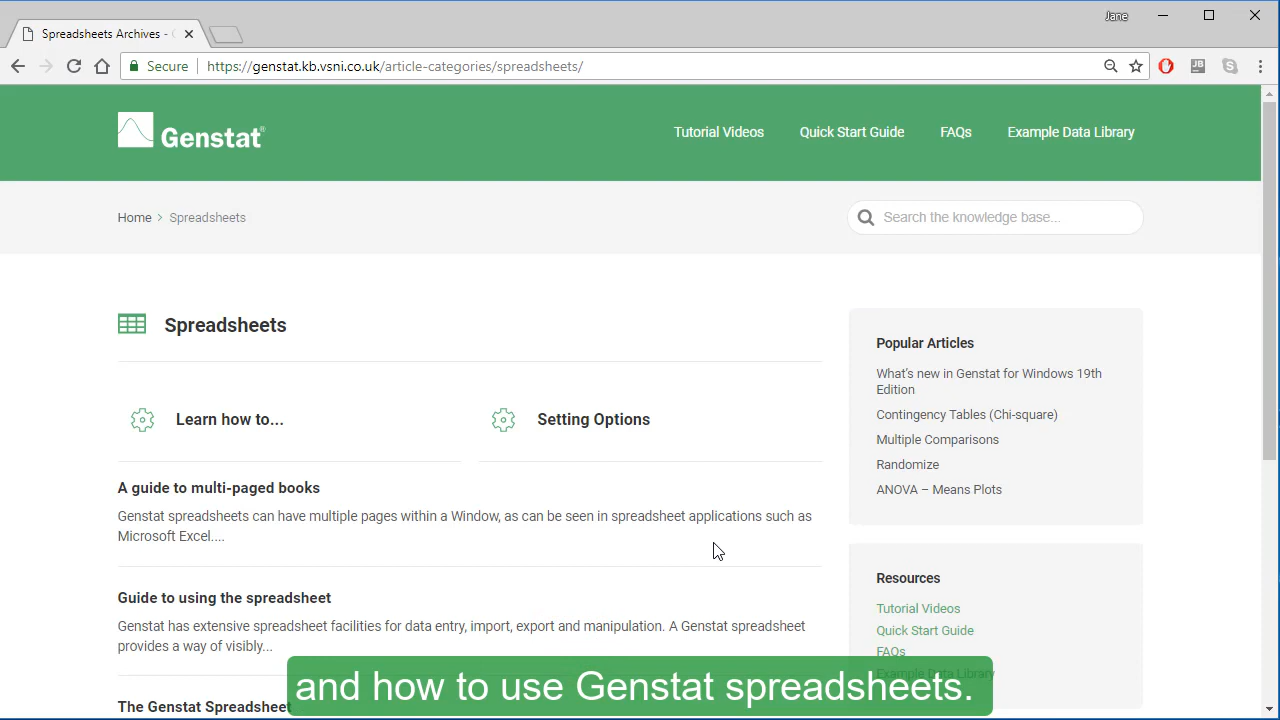 Jane
Spreadsheets Archives -
Secure https://genstat.kb.vsni.co.uk/article-categories/spreadsheets/
JB
Genstat®
Tutorial Videos Quick Start Guide FAQs Example Data Library
Home > Spreadsheets
Search the knowledge base...
Spreadsheets
Learn how to... Setting Options
A guide to multi-paged books
Genstat spreadsheets can have multiple pages within a Window, as can be seen in spreadsheet applications such as
Microsoft Excel....
Guide to using the spreadsheet
Genstat has extensive spreadsheet facilities for data entry, import, export and manipulation. A Genstat spreadsheet
provides a way of visibly...
The Genstat Spreadsheet
Popular Articles
What's new in Genstat for Windows 19th
Edition
Contingency Tables (Chi-square)
Multiple Comparisons
Randomize
ANOVA – Means Plots
Resources
Tutorial Videos
Quick Start Guide
FAQs
Example Data Library
and how to use Genstat spreadsheets.